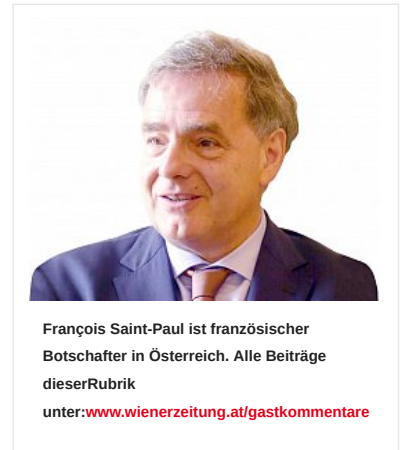 François Saint-Paul ist französischer
Botschafter in Österreich. Alle Beiträge
dieserRubrik
unter:www.wienerzeitung.at/gastkommentare